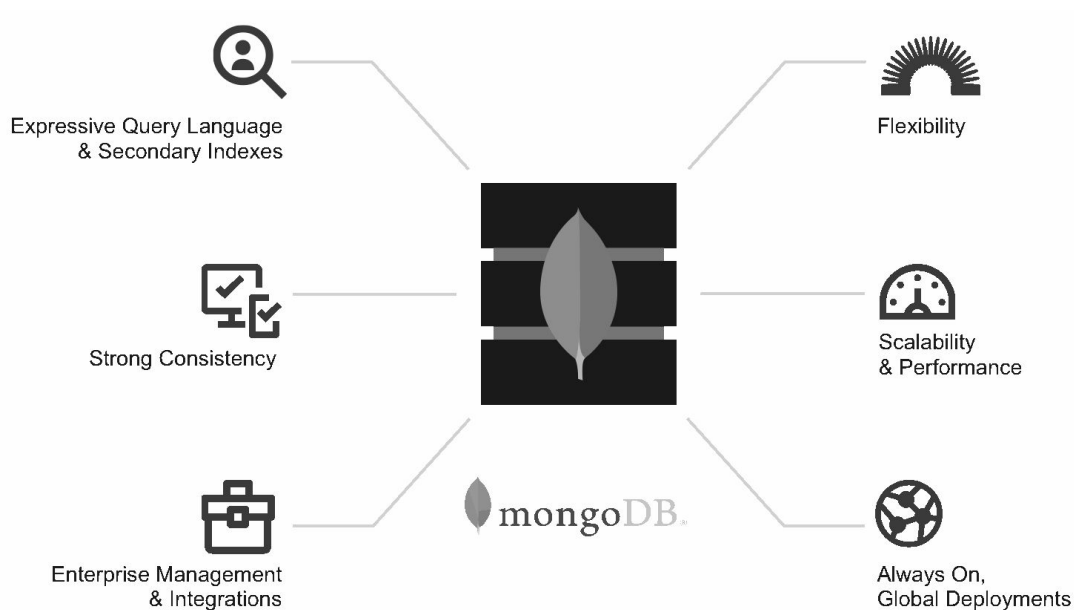 Expressive Query Language
& Secondary Indexes
Flexibility
Strong Consistency
Scalability
& Performance
mongoDB
Enterprise Management
& Integrations
Always On,
Global Deployments